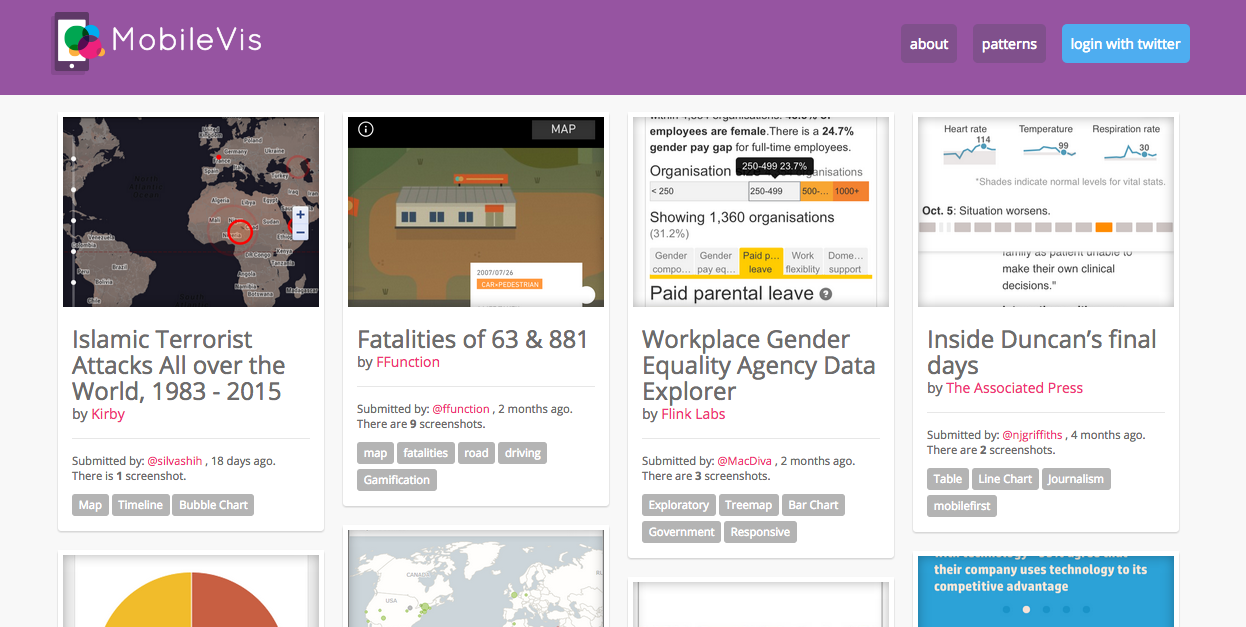 MobileVis
about
patterns
login with twitter
Islamic Terrorist
Attacks All over the
World, 1983 - 2015
by Kirby
Submitted by: @silvashih , 18 days ago.
There is 1 screenshot.
Map
Timeline
Bubble Chart
MAP
2007/07/26
CAR×PEDESTRIAN
Fatalities of 63 & 881
by FFunction
Submitted by: @ffunction , 2 months ago.
There are 9 screenshots.
map
fatalities
road
driving
Gamification
CANADA
USA
employees are female.There is a 24.7%
gender pay gap for full-time employees.
250-499 23.7%
Organisation
organisations
< 250
250-499
500-...
1000+
Showing 1,360 organisations
(31.2%)
Gender
compo…
Gender
pay eq…
Paid p…
leave
Work
flexiblity
Dome…
support
Paid parental leave ?
Workplace Gender
Equality Agency Data
Explorer
by Flink Labs
Submitted by: @MacDiva , 2 months ago.
There are 3 screenshots.
Exploratory
Treemap
Bar Chart
Government
Responsive
Heart rate
114
Temperature
99
Respiration rate
30
*Shades indicate normal levels for vital stats.
Oct. 5: Situation worsens.
family as patient unable to
make their own clinical
decisions."
Inside Duncan’s final
days
by The Associated Press
Submitted by: @njgriffiths , 4 months ago.
There are 2 screenshots.
Table
Line Chart
Journalism
mobilefirst
their company uses technology to its
competitive advantage